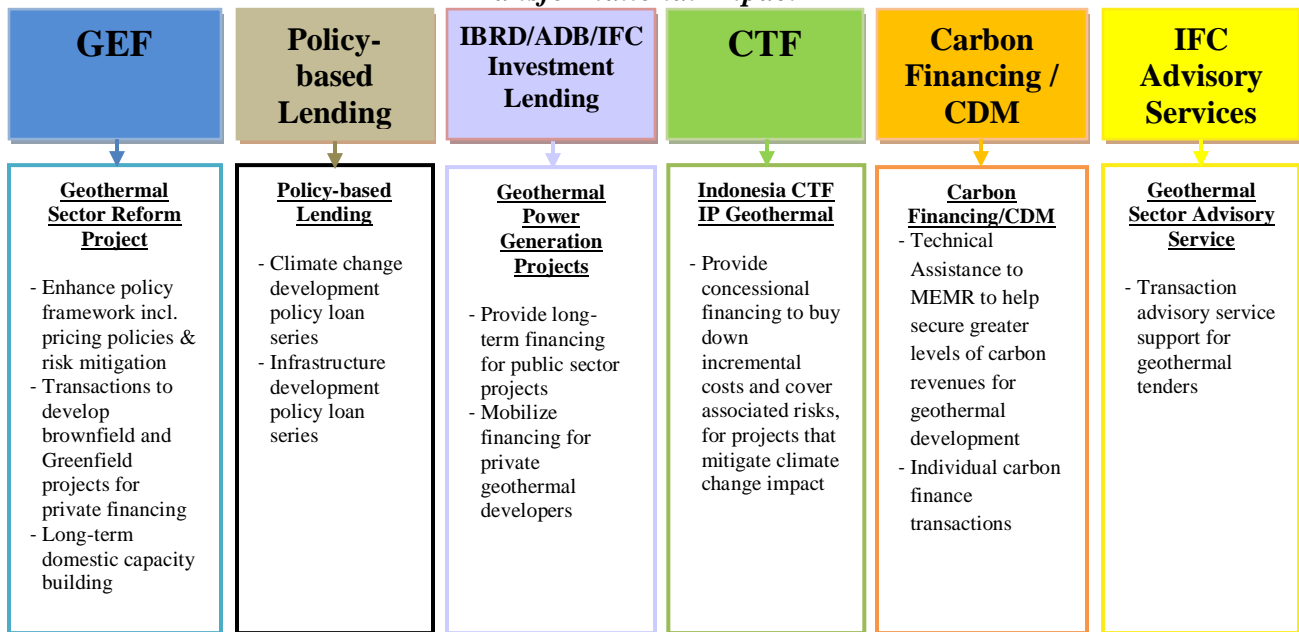 GEF
Policy-
based
Lending
IBRD/ADB/IFC
Investment
Lending
CTF
Carbon
Financing /
CDM
IFC
Advisory
Services
Geothermal
Sector Reform
Project
- Enhance policy
framework incl.
pricing policies &
risk mitigation
- Transactions to
develop
brownfield and
Greenfield
projects for
private financing
- Long-term
domestic capacity
building
Policy-based
Lending
- Climate change
development
policy loan
series
- Infrastructure
development
policy loan
series
Geothermal
Power
Generation
Projects
- Provide long-
term financing
for public sector
projects
- Mobilize
financing for
private
geothermal
developers
Indonesia CTF
IP Geothermal
- Provide
concessional
financing to buy
down
incremental
costs and cover
associated risks,
for projects that
mitigate climate
change impact
Carbon
Financing/CDM
- Technical
Assistance to
MEMR to help
secure greater
levels of carbon
revenues for
geothermal
development
- Individual carbon
finance
transactions
Geothermal
Sector Advisory
Service
- Transaction
advisory service
support for
geothermal
tenders